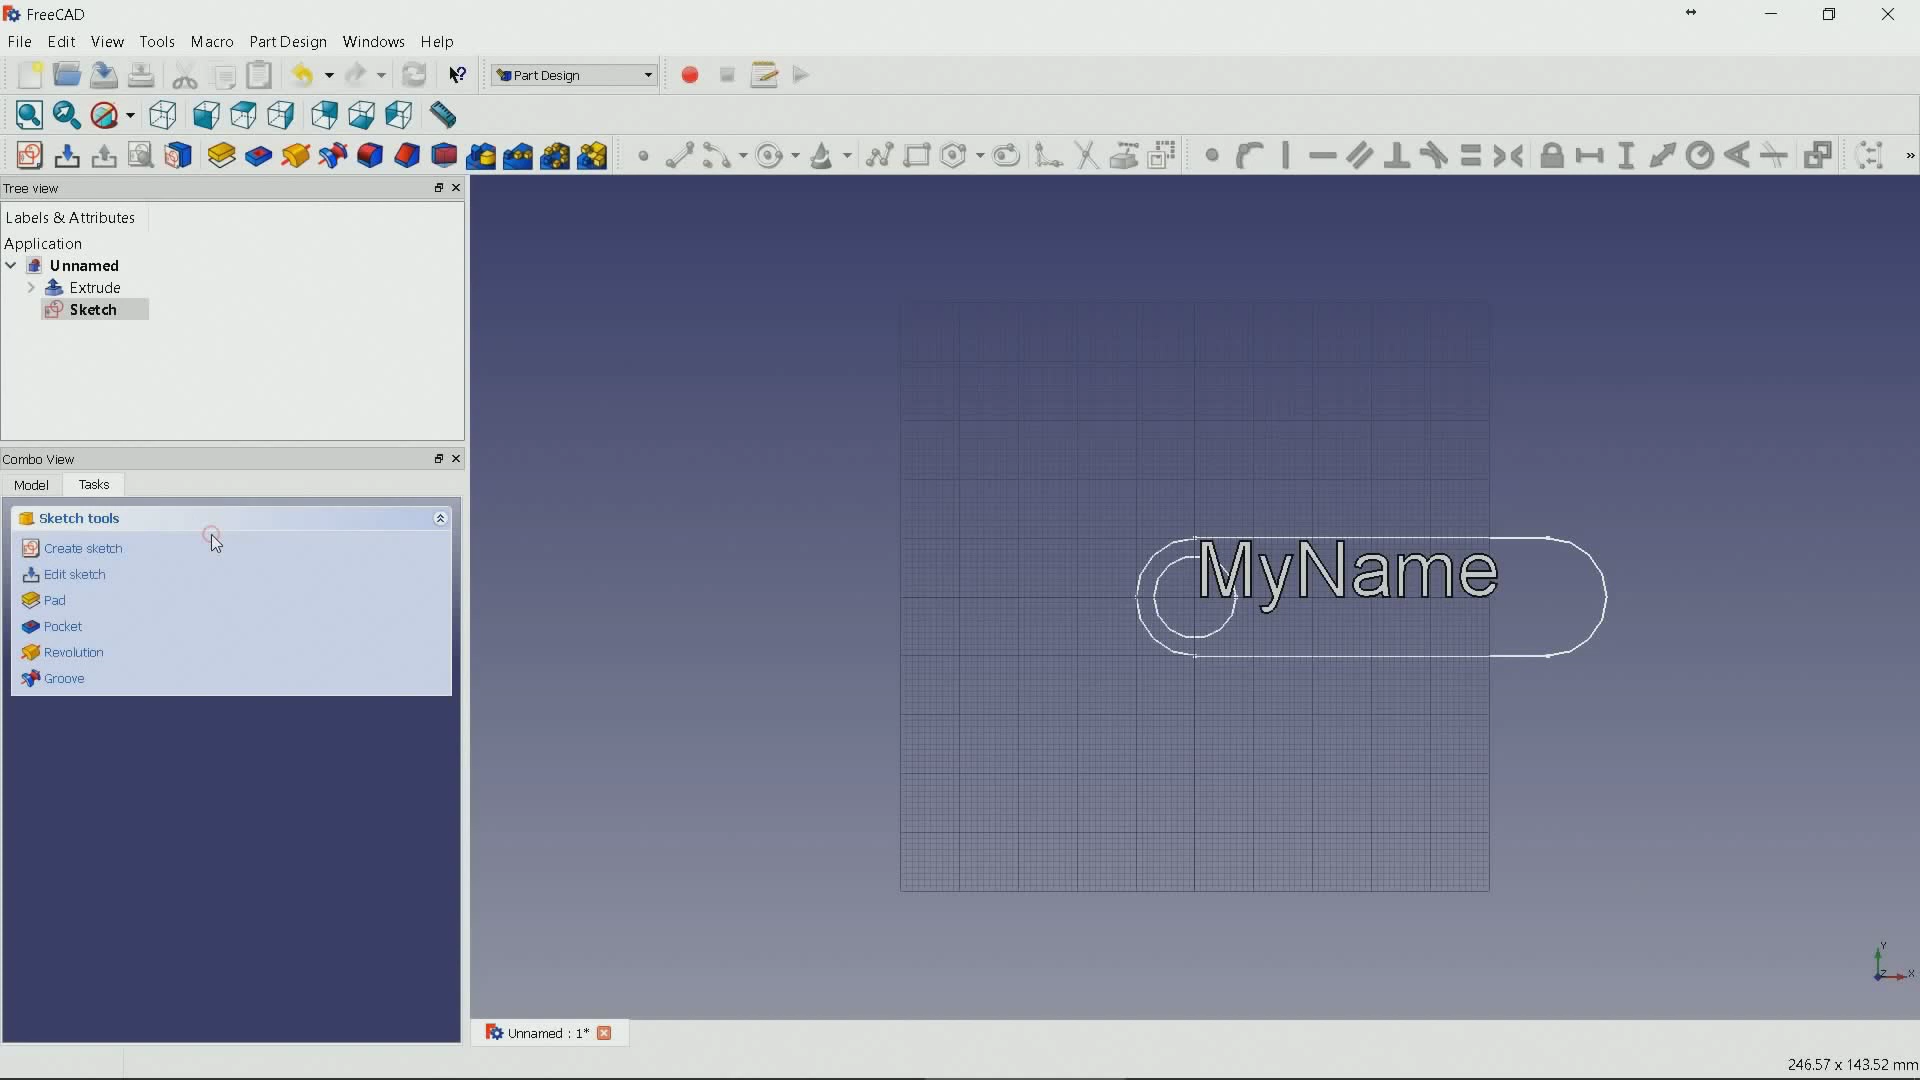 FreeCAD
File Edit View Tools Macro Part Design Windows Help
Part Design
»
Tree view
Labels & Attributes
Application
Unnamed
Extrude
Sketch
Combo View
Model Tasks
Sketch tools
Create sketch
Edit sketch
Pad
Pocket
Revolution
Groove
MyName
Y
Z X
Unnamed : 1*
246.57 x 143.52 mm